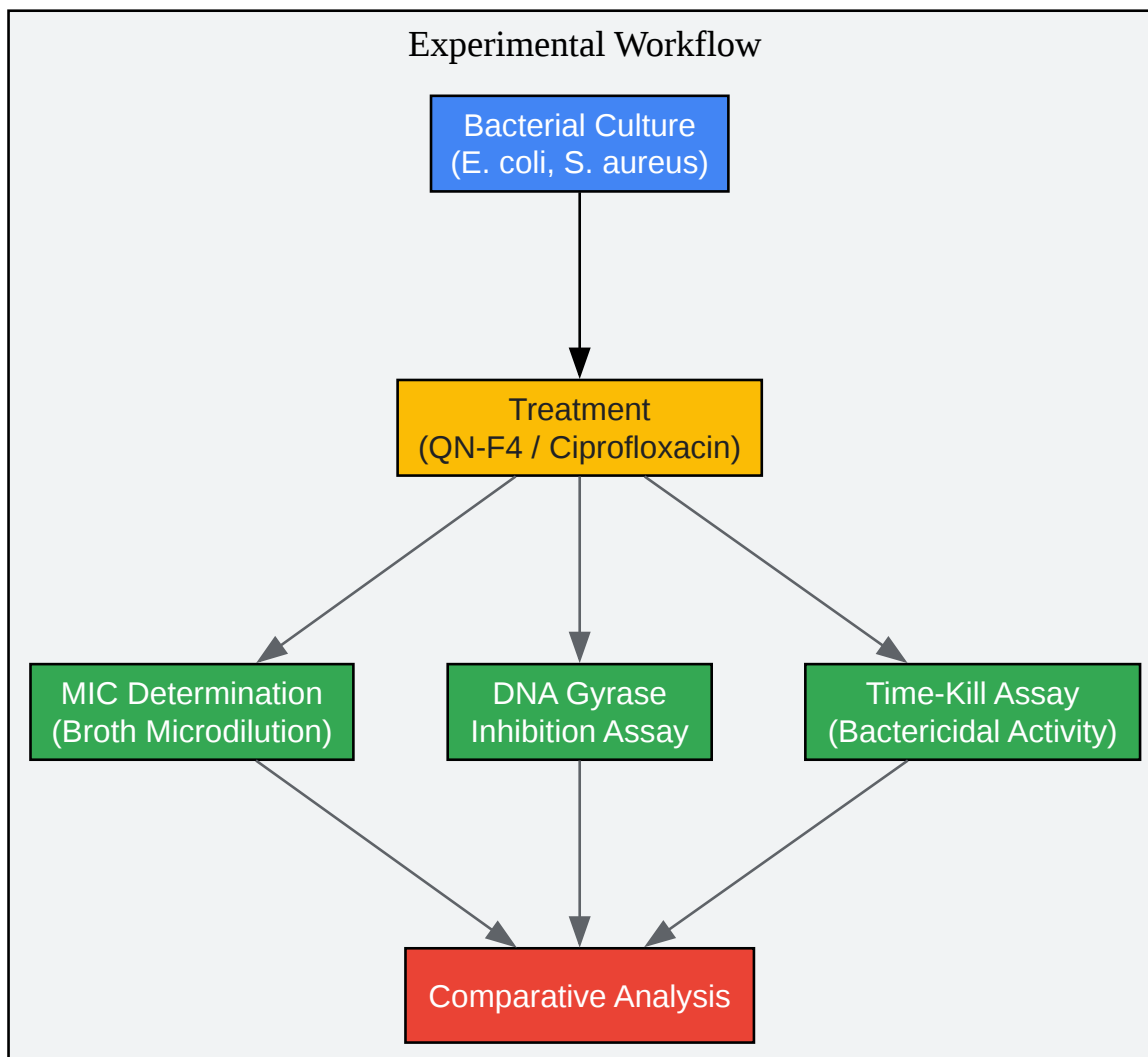 Experimental Workflow
Bacterial Culture
(E. coli, S. aureus)
Treatment
(QN-F4 / Ciprofloxacin)
MIC Determination
(Broth Microdilution)
DNA Gyrase
Inhibition Assay
Time-Kill Assay
(Bactericidal Activity)
Comparative Analysis